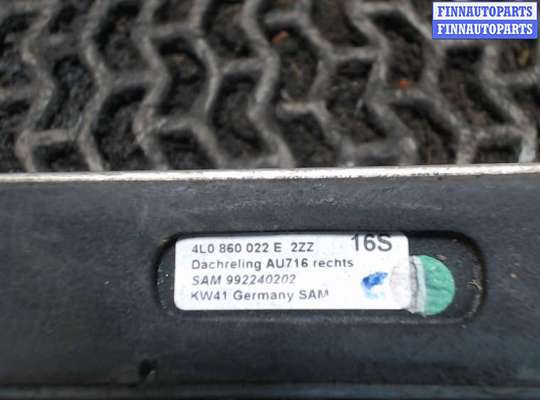 FINNAUTOPARTS
FINNAUTOPARTS
4L0 860 022 E 2ZZ 16S
Dachreling AU716 rechts
SAM 992240202
KW41 Germany SAM